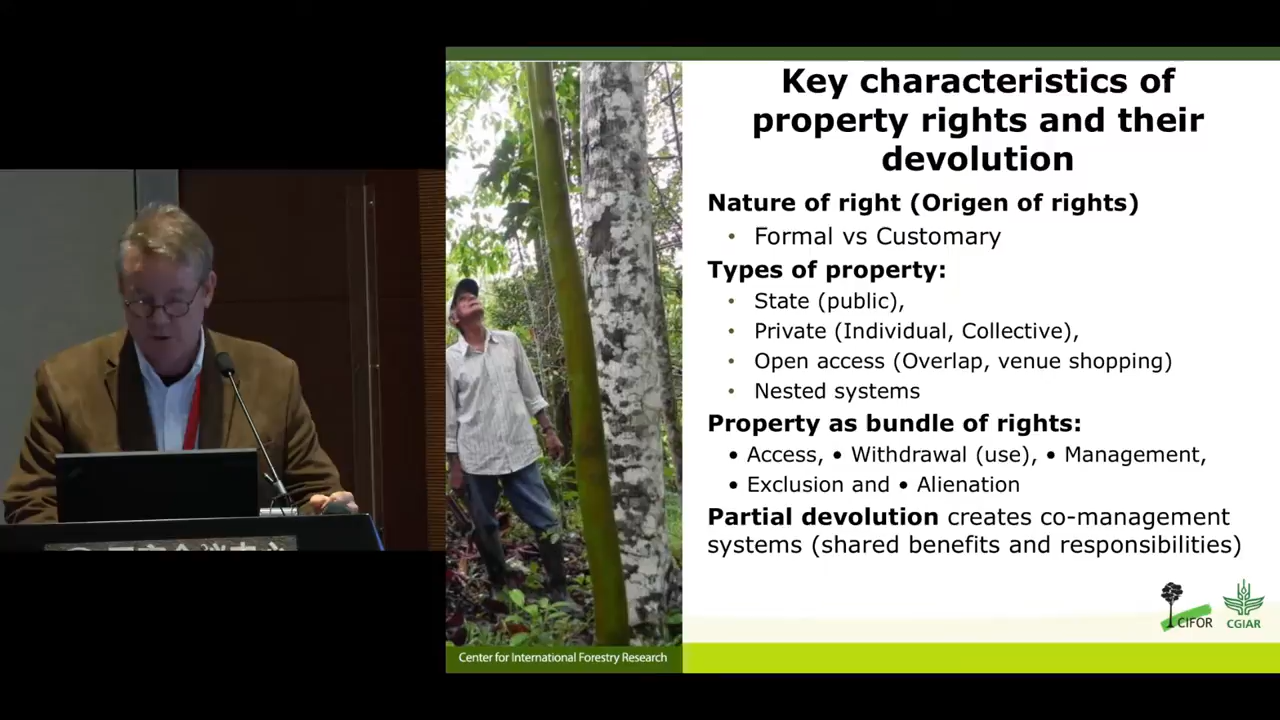 Key characteristics of
property rights and their
devolution
Nature of right (Origen of rights)
• Formal vs Customary
Types of property:
• State (public),
• Private (Individual, Collective),
• Open access (Overlap, venue shopping)
• Nested systems
Property as bundle of rights:
• Access, • Withdrawal (use), • Management,
• Exclusion and • Alienation
Partial devolution creates co-management
systems (shared benefits and responsibilities)
CIFOR
CGIAR
Center for International Forestry Research